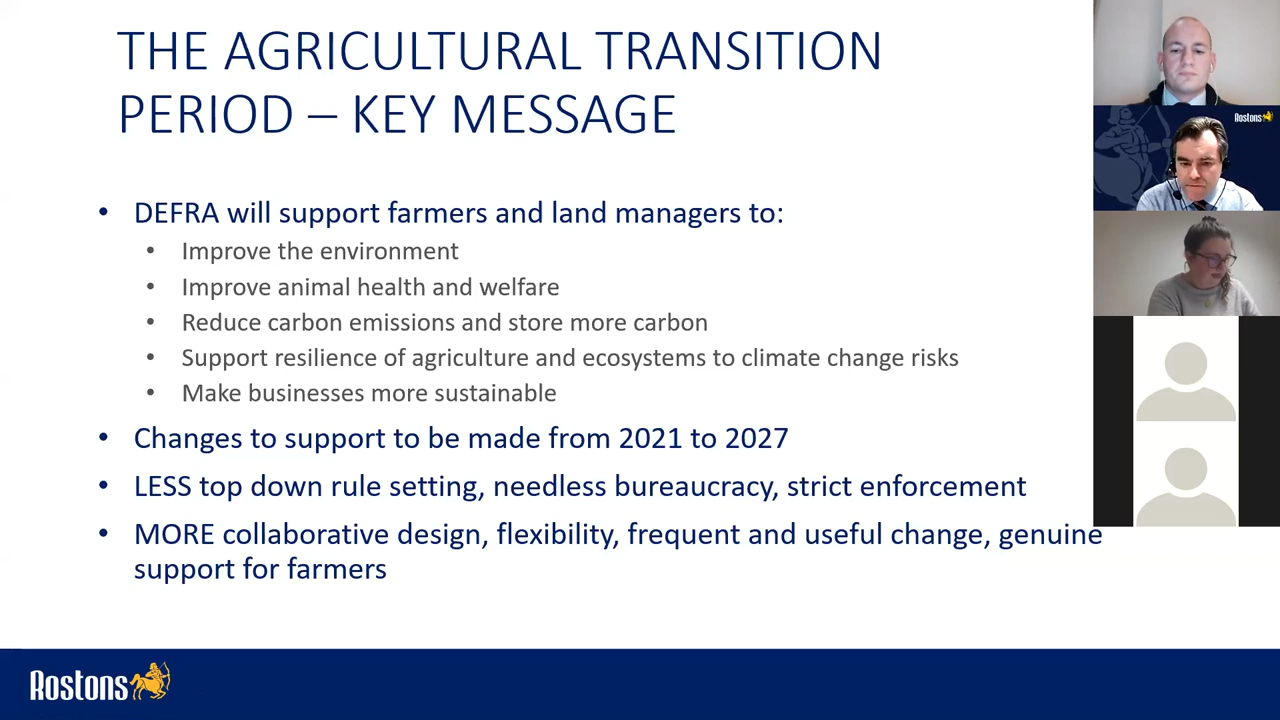 THE AGRICULTURAL TRANSITION
PERIOD – KEY MESSAGE
• DEFRA will support farmers and land managers to:
• Improve the environment
• Improve animal health and welfare
• Reduce carbon emissions and store more carbon
• Support resilience of agriculture and ecosystems to climate change risks
• Make businesses more sustainable
• Changes to support to be made from 2021 to 2027
• LESS top down rule setting, needless bureaucracy, strict enforcement
• MORE collaborative design, flexibility, frequent and useful change, genuine
support for farmers
Rostons
Rostons